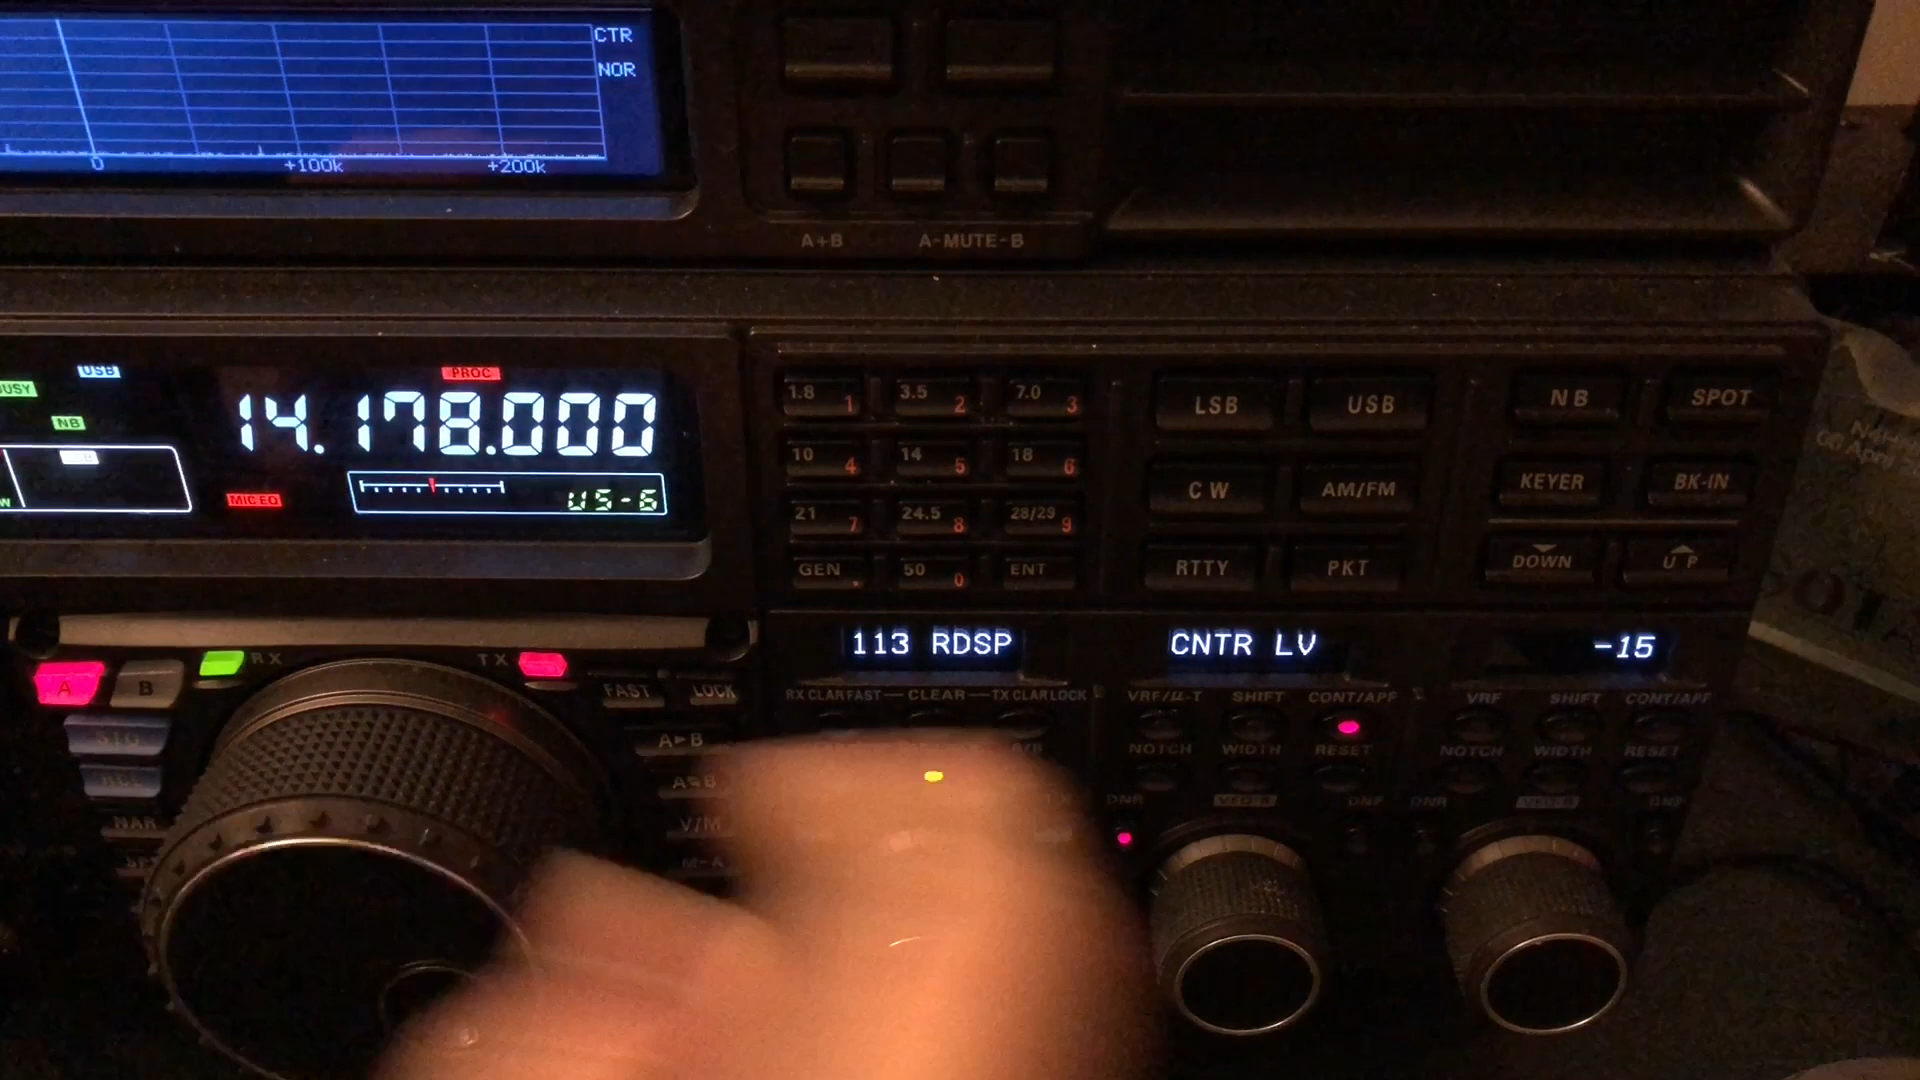 CTR
NOR
0 +100k +200k
A+B A-MUTE-B
USB PROC
BUSY
NB
14.178.000
MIC EQ
US-6
1.8 1 3.5 2 7.0 3
10 4 14 5 18 6
21 7 24.5 8 28/29 9
GEN . 50 0 ENT
LSB USB
CW AM/FM
RTTY PKT
NB SPOT
KEYER BK-IN
DOWN UP
113 RDSP CNTR LV -15
A B RX TX
FAST LOCK
RX CLAR FAST CLEAR TX CLAR LOCK
VRF/μ-T SHIFT CONT/APF
VRF SHIFT CONT/APF
NOTCH WIDTH RESET
NOTCH WIDTH RESET
A▶B
V/M
NAR
DNR VFO-A DNF
DNR VFO-B DNF